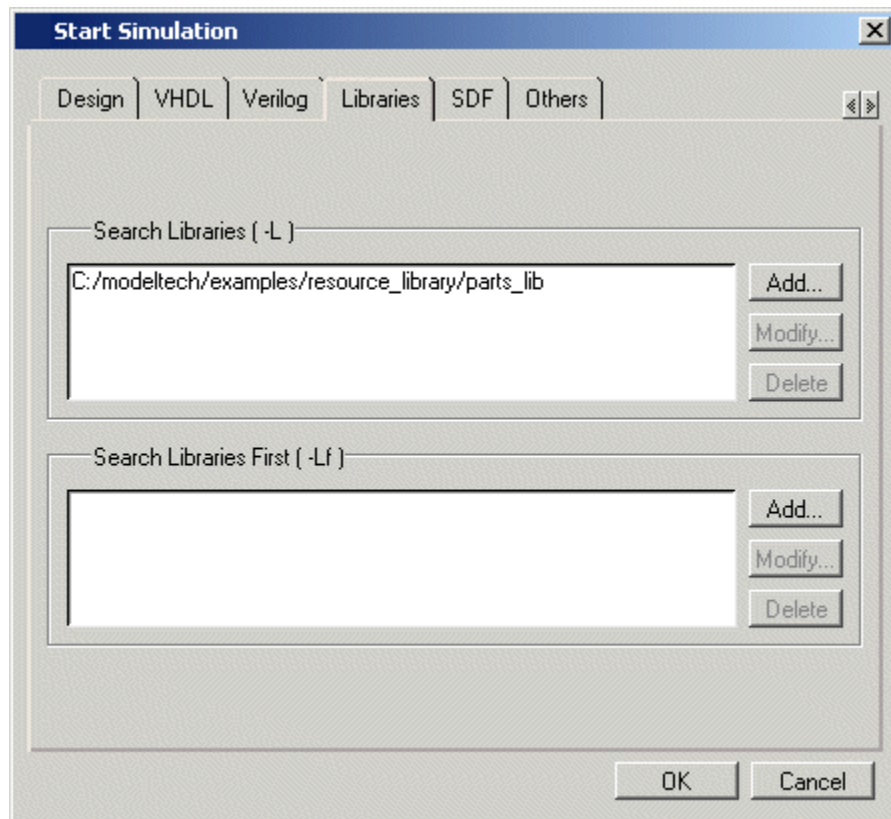 Start Simulation
Design VHDL Verilog Libraries SDF Others
Search Libraries ( -L )
C:/modeltech/examples/resource_library/parts_lib
Add...
Modify...
Delete
Search Libraries First ( -Lf )
Add...
Modify...
Delete
OK Cancel